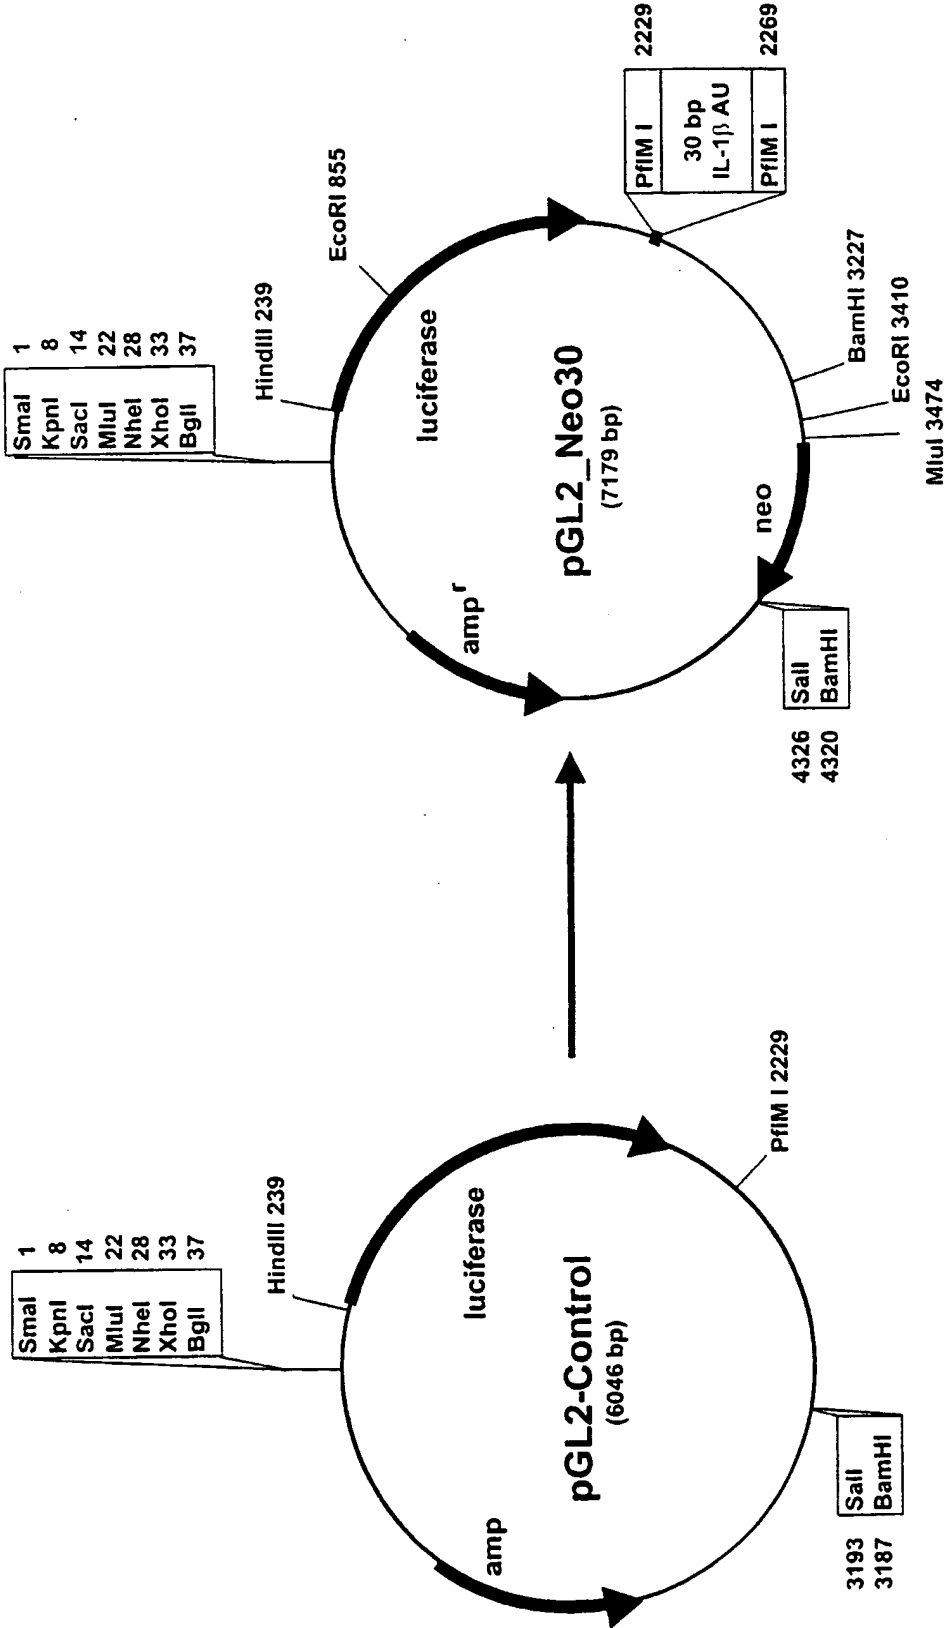 SmaI 1
KpnI 8
SacI 14
MluI 22
NheI 28
XhoI 33
BglI 37
HindIII 239
luciferase
amp
pGL2-Control
(6046 bp)
PflM I 2229
3193 SalI
3187 BamHI
SmaI 1
KpnI 8
SacI 14
MluI 22
NheI 28
XhoI 33
BglI 37
HindIII 239
EcoRI 855
luciferase
amp r
pGL2_Neo30
(7179 bp)
PflM I 2229
30 bp
IL-1β AU
PflM I 2269
neo
BamHI 3227
EcoRI 3410
MluI 3474
4326 SalI
4320 BamHI